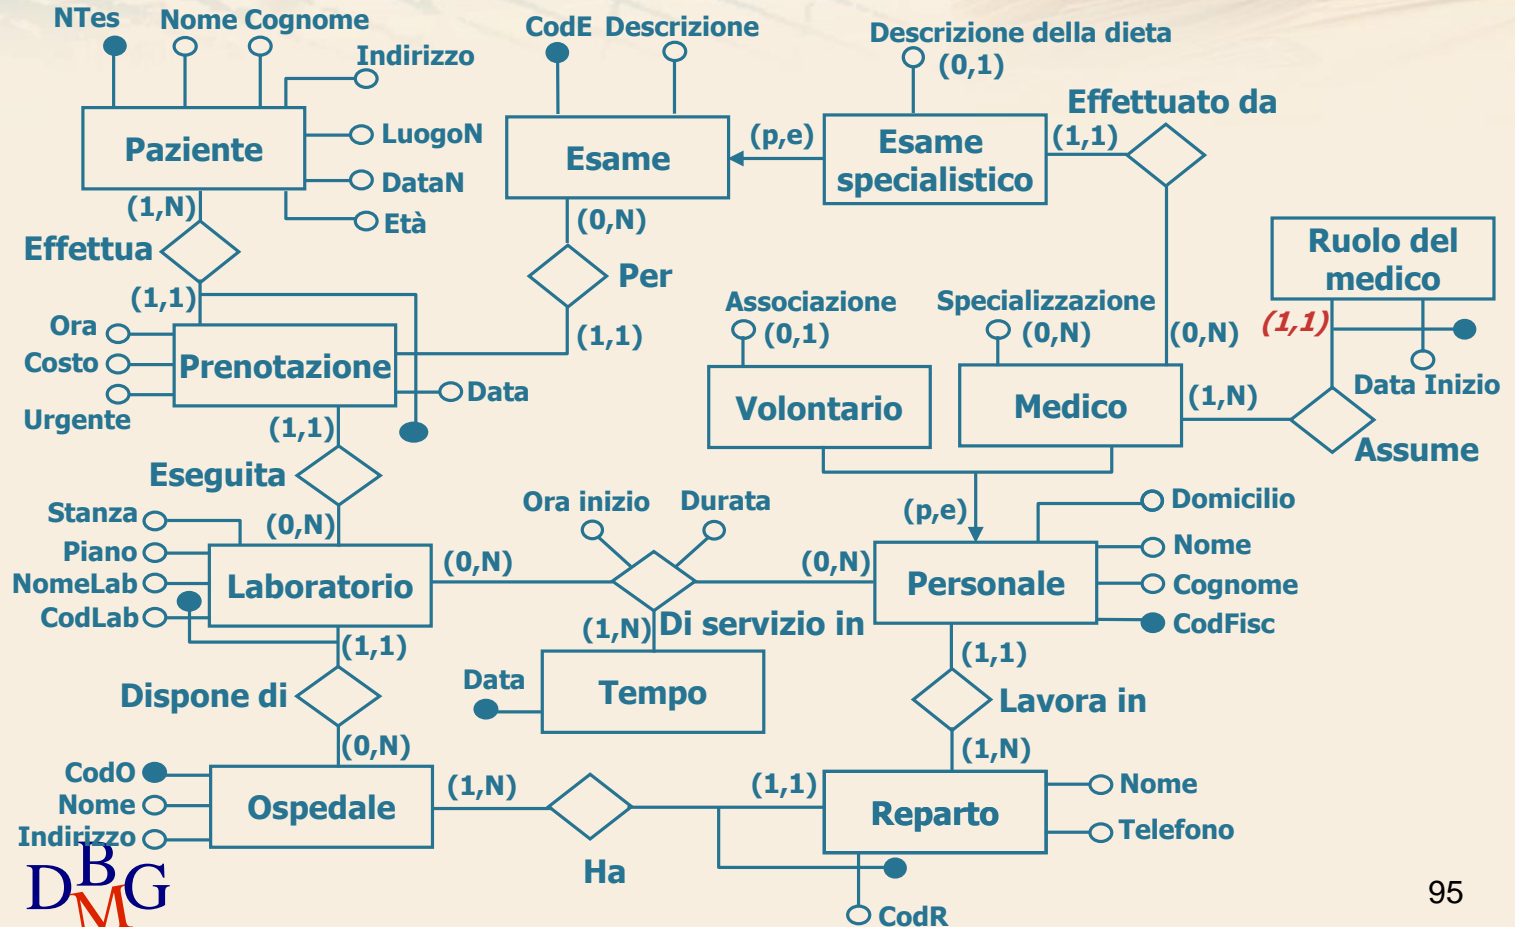 NTes
Nome Cognome
CodE Descrizione
Descrizione della dieta
(0,1)
Indirizzo
Effettuato da
Paziente
LuogoN
DataN
Età
Esame
(p,e)
Esame
specialistico
(1,1)
(1,N)
(0,N)
Effettua
Per
Ruolo del
medico
(1,1)
(1,1)
Associazione
(0,1)
Specializzazione
(0,N)
(0,N)
(1,1)
Ora
Costo
Urgente
Prenotazione
Data
Volontario
Medico
(1,N)
Data Inizio
(1,1)
Assume
Eseguita
(0,N)
Ora inizio
Durata
(p,e)
Domicilio
Stanza
Piano
NomeLab
CodLab
Laboratorio
(0,N)
(0,N)
Personale
Nome
Cognome
CodFisc
(1,1)
(1,N)
Di servizio in
(1,1)
Dispone di
Data
Tempo
Lavora in
(0,N)
(1,N)
CodO
Nome
Indirizzo
Ospedale
(1,N)
(1,1)
Reparto
Nome
Telefono
Ha
CodR
DBMG
95